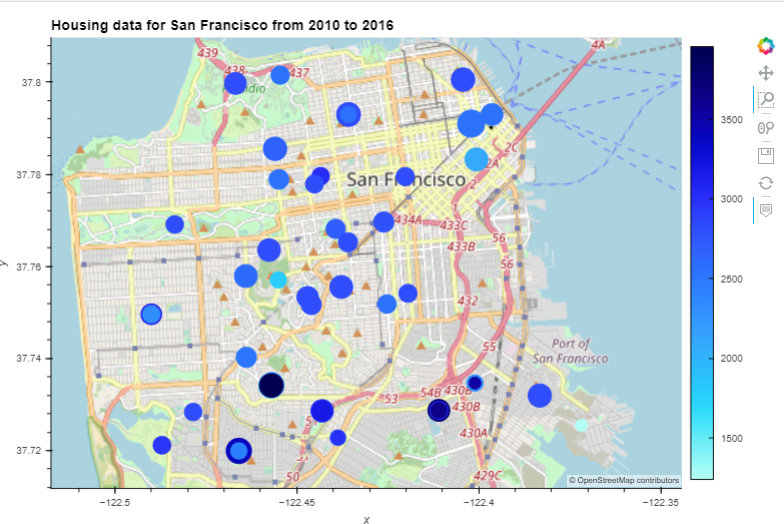 Housing data for San Francisco from 2010 to 2016
4A
439
438
437
37.8
3500
2C
2A
37.78
San Francisco
2
3000
1
434A
433C
433B
56
y
37.76
56
2500
432
55
Port of
San Francisco
37.74
2000
54B
430B
53
430B
430A
1500
37.72
50
429C
© OpenStreetMap contributors
−122.5
−122.45
−122.4
−122.35
x